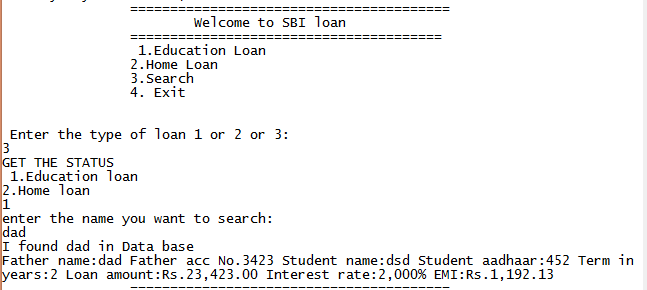 ========================================
Welcome to SBI loan
=======================================
1.Education Loan
2.Home Loan
3.Search
4. Exit
Enter the type of loan 1 or 2 or 3:
3
GET THE STATUS
1.Education loan
2.Home loan
1
enter the name you want to search:
dad
I found dad in Data base
Father name:dad Father acc No.3423 Student name:dsd Student aadhaar:452 Term in
years:2 Loan amount:Rs.23,423.00 Interest rate:2,000% EMI:Rs.1,192.13
========================================